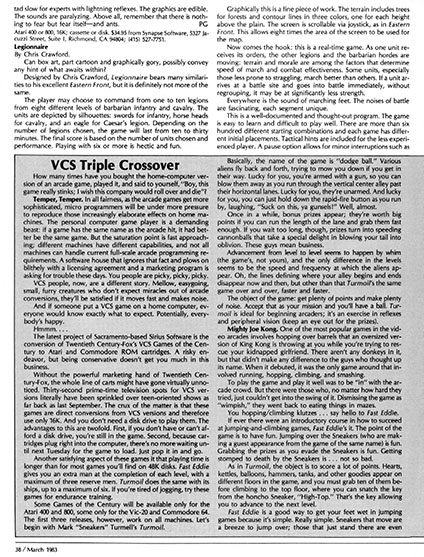 tad slow for experts with lightning reflexes. The graphics are edible.
The sounds are paralyzing. Above all, remember that there is noth-
ing to fear but fear itself—and ants. PG
Atari 400 or 800, 16K; cassette or disk. $34.95 from Synapse Software, 5327 Ja-
cuzzi Street, Suite I, Richmond, CA 94804; (415) 527-7751.
Legionnaire
By Chris Crawford.
Can box art, part cartoon and graphically gory, possibly convey
any hint of what awaits within?
Designed by Chris Crawford, Legionnaire bears many similari-
ties to his excellent Eastern Front, but it is definitely not more of the
same.
The player may choose to command from one to ten legions
from eight different levels of barbarian infantry and cavalry. The
units are depicted by silhouettes: swords for infantry, horse heads
for cavalry, and an eagle for Caesar's legion. Depending on the
number of legions chosen, the game will last from ten to thirty
minutes. The final score is based on the number of units chosen and
performance. Playing with six or more is hectic and fun.
Graphically this is a fine piece of work. The terrain includes trees
for forests and contour lines in three colors, one for each height
above the plain. The screen is scrollable via joystick, as in Eastern
Front. This allows eight times the area of the screen to be used for
the map.
Now comes the hook: this is a real-time game. As one unit re-
ceives its orders, the other legions and the barbarian hordes are
moving; terrain and morale are among the factors that determine
speed of march and combat effectiveness. Some units, especially
those less prone to straggling, march better than others. If a unit ar-
rives at a battle site and goes into battle immediately, without
regrouping, it may be at significantly less strength.
Everywhere is the sound of marching feet. The noises of battle
are fascinating, each segment unique.
This is a well-documented and thought-out program. The game
is easy to learn and difficult to play well. There are more than six
hundred different starting combinations and each game has differ-
ent initial placements. Tactical hints are included for the less experi-
enced player. A pause option allows for minor interruptions such as
VCS Triple Crossover
How many times have you bought the home-computer ver-
sion of an arcade game, played it, and said to yourself, "Boy, this
game really stinks; I wish this company would roll over and die"?
Temper, Temper. In all fairness, as the arcade games get more
sophisticated, micro programmers will be under more pressure
to reproduce those increasingly elaborate effects on home ma-
chines. The personal computer game player is a demanding
beast: if a game has the same name as the arcade hit, it had bet-
ter be the same game. But the saturation point is fast approach-
ing; different machines have different capabilities, and not all
machines can handle current full-scale arcade programming re-
quirements. A software house that ignores that fact and plows on
blithely with a licensing agreement and a marketing program is
asking for trouble these days. You people are picky, picky, picky.
VCS people, now, are a different story. Mellow, easygoing,
small, furry creatures who don't expect miracles out of arcade
conversions, they'll be satisfied if it moves fast and makes noise.
And if someone put a VCS game on a home computer, ev-
eryone would know exactly what to expect. Potentially, every-
body's happy.
Hmmm. . . .
The latest project of Sacramento-based Sirius Software is the
conversion of Twentieth Century-Fox's VCS Games of the Cen-
tury to Atari and Commodore ROM cartridges. A risky en-
deavor, but being conservative doesn't get you much in this
business.
Without the powerful marketing hand of Twentieth Cen-
tury-Fox, the whole line of carts might have gone virtually unno-
ticed. Thirty-second prime-time television spots for VCS ver-
sions literally have been sprinkled over teen-oriented shows as
far back as last September. The crux of the matter is that these
games are direct conversions from VCS versions and therefore
use only 16K. And you don't need a disk drive to play them. The
advantages to this are twofold. First, if you don't have or can't af-
ford a disk drive, you're still in the game. Second, because car-
tridges plug right into the computer, there's no more waiting un-
til next Tuesday for the game to load. Just pop it in and go.
Another satisfying aspect of these games is that playing time is
longer than for most games you'll find on 48K disks. Fast Eddie
gives you an extra man at the completion of each level, with a
maximum of three reserve men. Turmoil does the same with its
ships, up to a maximum of six. If you're tired of jogging, try these
games for endurance training.
Some Games of the Century will be available only for the
Atari 400 and 800, some only for the Vic-20 and Commodore 64.
The first three releases, however, work on all machines. Let's
begin with Mark "Sneakers" Turmell's Turmoil.
Basically, the name of the game is "dodge ball." Various
aliens fly back and forth, trying to mow you down if you get in
their way. Lucky for you, you're armed with a gun, so you can
blow them away as you run through the vertical center alley past
their horizontal lanes. Lucky for you, they're unarmed. And lucky
for you, you can just hold down the rapid-fire button as you run
by, laughing, "Suck on this, ya gunsels!" Well, almost.
Once in a while, bonus prizes appear; they're worth big
points if you can run the length of the lane and grab them fast
enough. If you wait too long, though, prizes turn into speeding
cannonballs that take a special delight in blowing your tail into
oblivion. These guys mean business.
Advancement from level to level seems to happen by whim
(the game's, not yours), and the only difference in the levels
seems to be the speed and frequency at which the aliens ap-
pear. Oh, the lines defining where your alley begins and ends
disappear now and then, but other than that Turmoil's the same
game over and over, faster and faster.
The object of the game: get plenty of points and make plenty
of noise. Accept that as your mission and you'll have a ball. Tur-
moil is ideal for beginning arcaders; it's an exercise in reflexes
and peripheral vision (keep an eye out for the prizes).
Mighty Joe Kong. One of the most popular games in the vid-
eo arcades involves hopping over barrels that an oversized ver-
sion of King Kong is throwing at you while you're trying to res-
cue your kidnapped girlfriend. There aren't any donkeys in it,
but that didn't make any difference to the guys who thought up
its name. When it debuted, it was the only game around that in-
volved running, hopping, climbing, and smashing.
To play the game and play it well was to be "in" with the ar-
cade crowd. But there were those who, no matter how hard they
tried, just couldn't get into the swing of it. Dismissing the game as
"wimpish," they went back to eating things in mazes.
You hopping/climbing klutzes . . . say hello to Fast Eddie.
If ever there were an introductory course in how to succeed
at jumping-and-climbing games, Fast Eddie's it. The point of the
game is to have fun. Jumping over the Sneakers (who are mak-
ing a guest appearance from the game of the same name) is fun.
Grabbing the prizes as you evade the Sneakers is fun. Getting
stomped to death by the Sneakers is . . . not so bad.
As in Turmoil, the object is to score a lot of points. Hearts,
kettles, balloons, hammers, tanks, and other goodies appear on
different floors in the game, and you must grab ten of them be-
fore climbing to the top floor, where you can snatch the key
from the honcho Sneaker, "High-Top." That's the key allowing
you to advance to the next level.
Fast Eddie is a good way to get your feet wet in jumping
games because it's simple. Really simple. Sneakers that move are
a breeze to jump over; those that just stand there are even
38 / March 1983